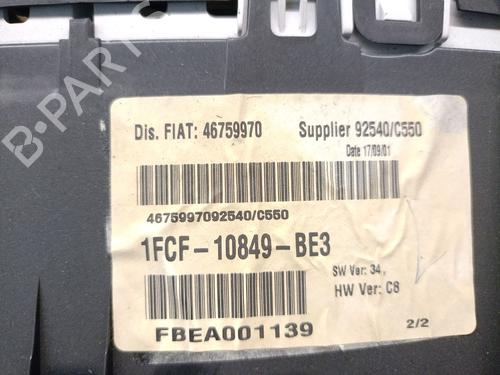 B-PARTS
Dis. FIAT: 46759970 Supplier 92540/C550
Date 17/09/01
4675997092540/C550
1FCF-10849-BE3
SW Ver: 34,
HW Ver: C8
FBEA001139
2/2